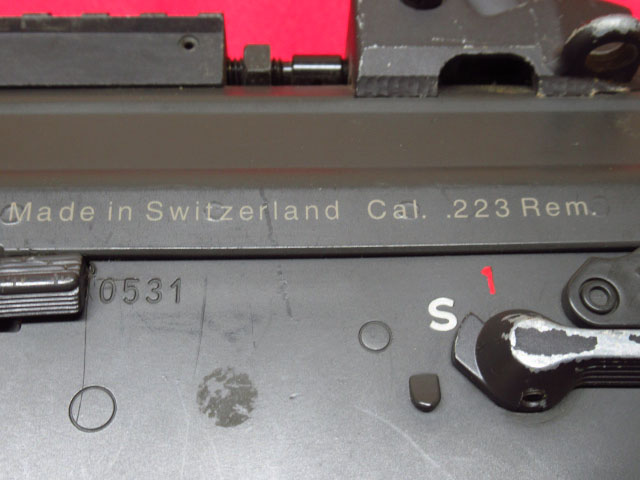 Made in Switzerland Cal. .223 Rem.
0531
1
S